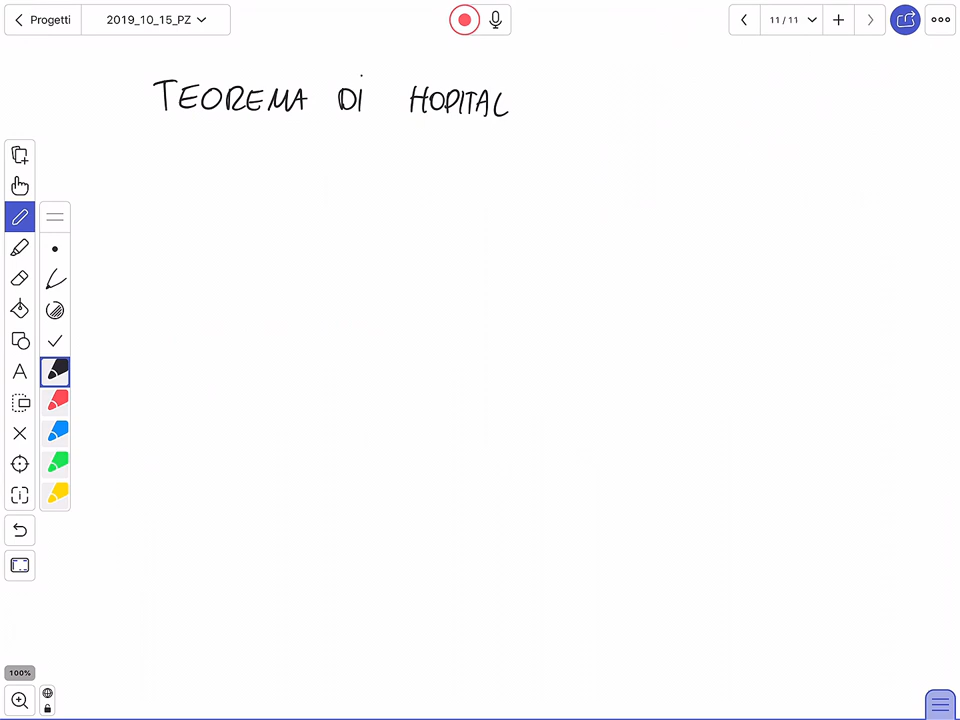 Progetti 2019_10_15_PZ 11 / 11
TEOREMA Di HOPITAL
A
100%